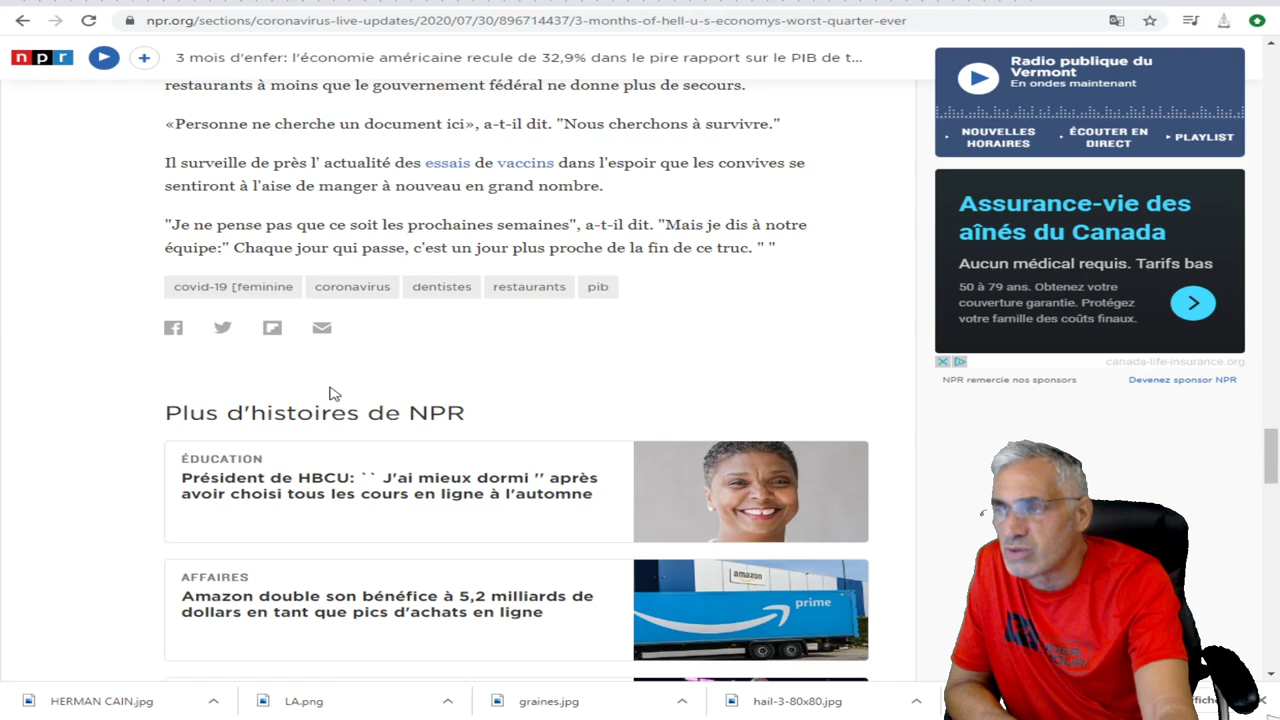 npr.org/sections/coronavirus-live-updates/2020/07/30/896714437/3-months-of-hell-u-s-economys-worst-quarter-ever
npr
3 mois d'enfer: l'économie américaine recule de 32,9% dans le pire rapport sur le PIB de t...
restaurants à moins que le gouvernement fédéral ne donne plus de secours.
«Personne ne cherche un document ici», a-t-il dit. "Nous cherchons à survivre."
Il surveille de près l' actualité des essais de vaccins dans l'espoir que les convives se
sentiront à l'aise de manger à nouveau en grand nombre.
"Je ne pense pas que ce soit les prochaines semaines", a-t-il dit. "Mais je dis à notre
équipe:" Chaque jour qui passe, c'est un jour plus proche de la fin de ce truc. " "
covid-19 [feminine
coronavirus
dentistes
restaurants
pib
Plus d'histoires de NPR
ÉDUCATION
Président de HBCU: `` J'ai mieux dormi '' après
avoir choisi tous les cours en ligne à l'automne
AFFAIRES
Amazon double son bénéfice à 5,2 milliards de
dollars en tant que pics d'achats en ligne
amazon
prime
Radio publique du
Vermont
En ondes maintenant
NOUVELLES
HORAIRES
ÉCOUTER EN
DIRECT
PLAYLIST
Assurance-vie des
aînés du Canada
Aucun médical requis. Tarifs bas
50 à 79 ans. Obtenez votre
couverture garantie. Protégez
votre famille des coûts finaux.
canada-life-insurance.org
NPR remercie nos sponsors
Devenez sponsor NPR
HERMAN CAIN.jpg
LA.png
graines.jpg
hail-3-80x80.jpg